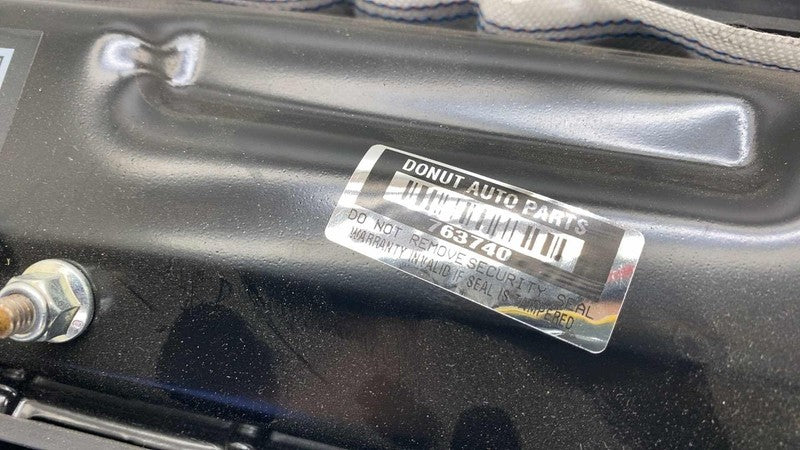 DONUT AUTO PARTS
763740
DO NOT REMOVE SECURITY SEAL
WARRANTY INVALID IF SEAL IS TAMPERED